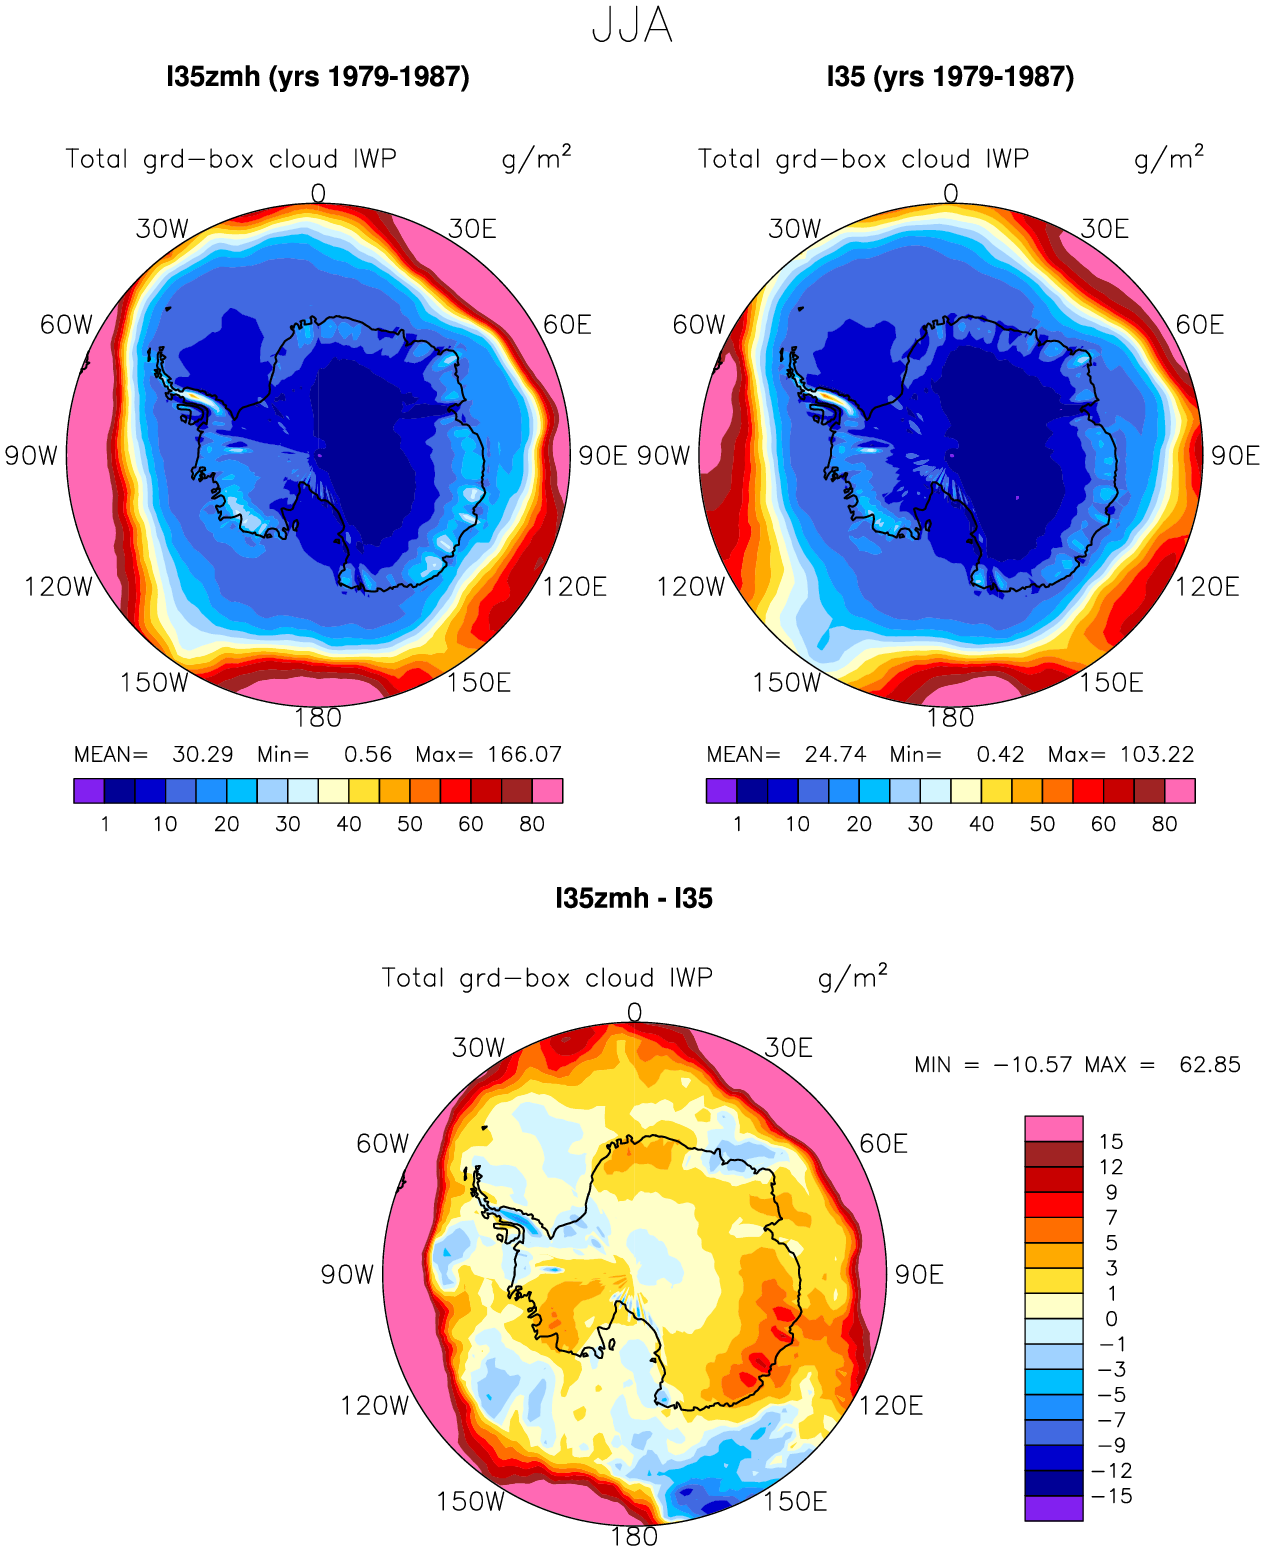 JJA
I35zmh (yrs 1979-1987) I35 (yrs 1979-1987)
Total grd-box cloud IWP g/m² Total grd-box cloud IWP g/m²
0 0
30W 30E 30W 30E
60W 60E 60W 60E
90W 90E 90W 90E
120W 120E 120W 120E
150W 150E 150W 150E
180 180
MEAN= 30.29 Min= 0.56 Max= 166.07 MEAN= 24.74 Min= 0.42 Max= 103.22
1 10 20 30 40 50 60 80 1 10 20 30 40 50 60 80
I35zmh - I35
Total grd-box cloud IWP g/m²
0
30W 30E
MIN = -10.57 MAX = 62.85
60W 60E
90W 90E
120W 120E
150W 150E
180
15
12
9
7
5
3
1
0
-1
-3
-5
-7
-9
-12
-15